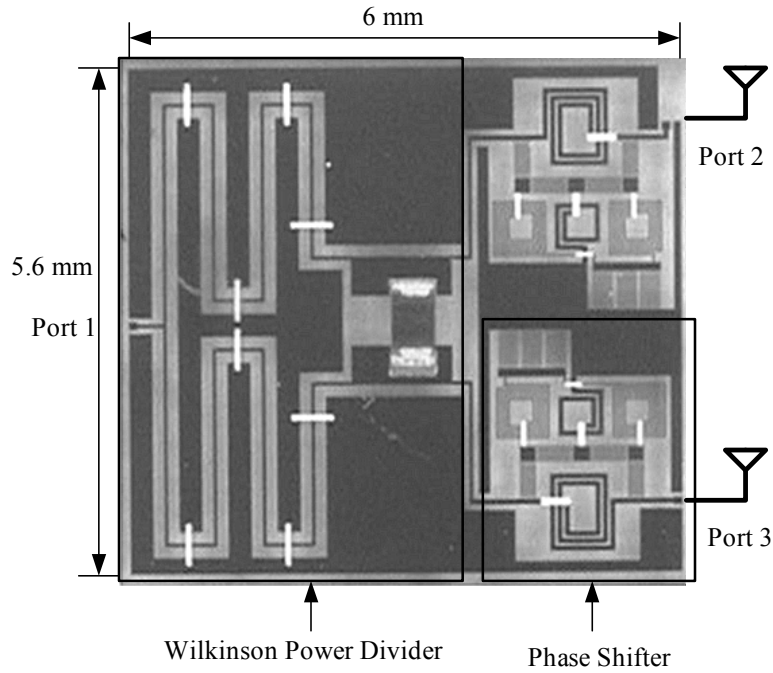 6 mm
Port 2
5.6 mm
Port 1
Port 3
Wilkinson Power Divider
Phase Shifter